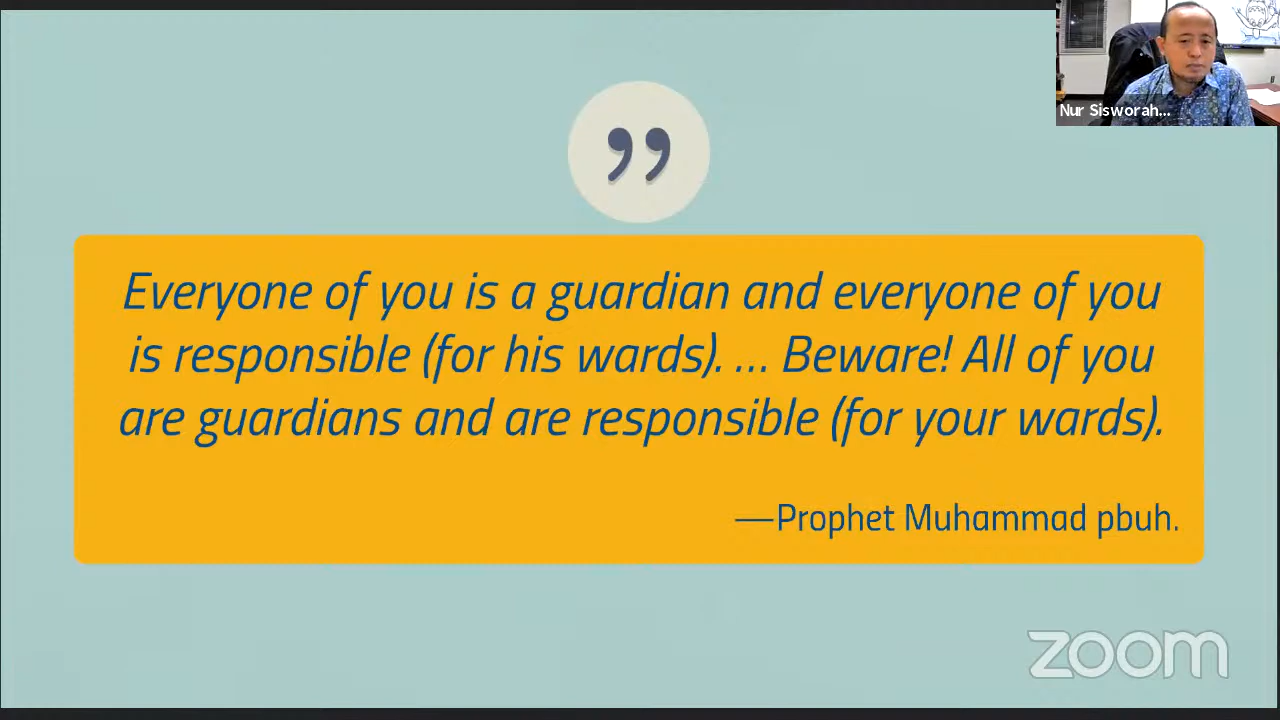 Nur Sisworah...
”
Everyone of you is a guardian and everyone of you
is responsible (for his wards). ... Beware! All of you
are guardians and are responsible (for your wards).
—Prophet Muhammad pbuh.
zoom